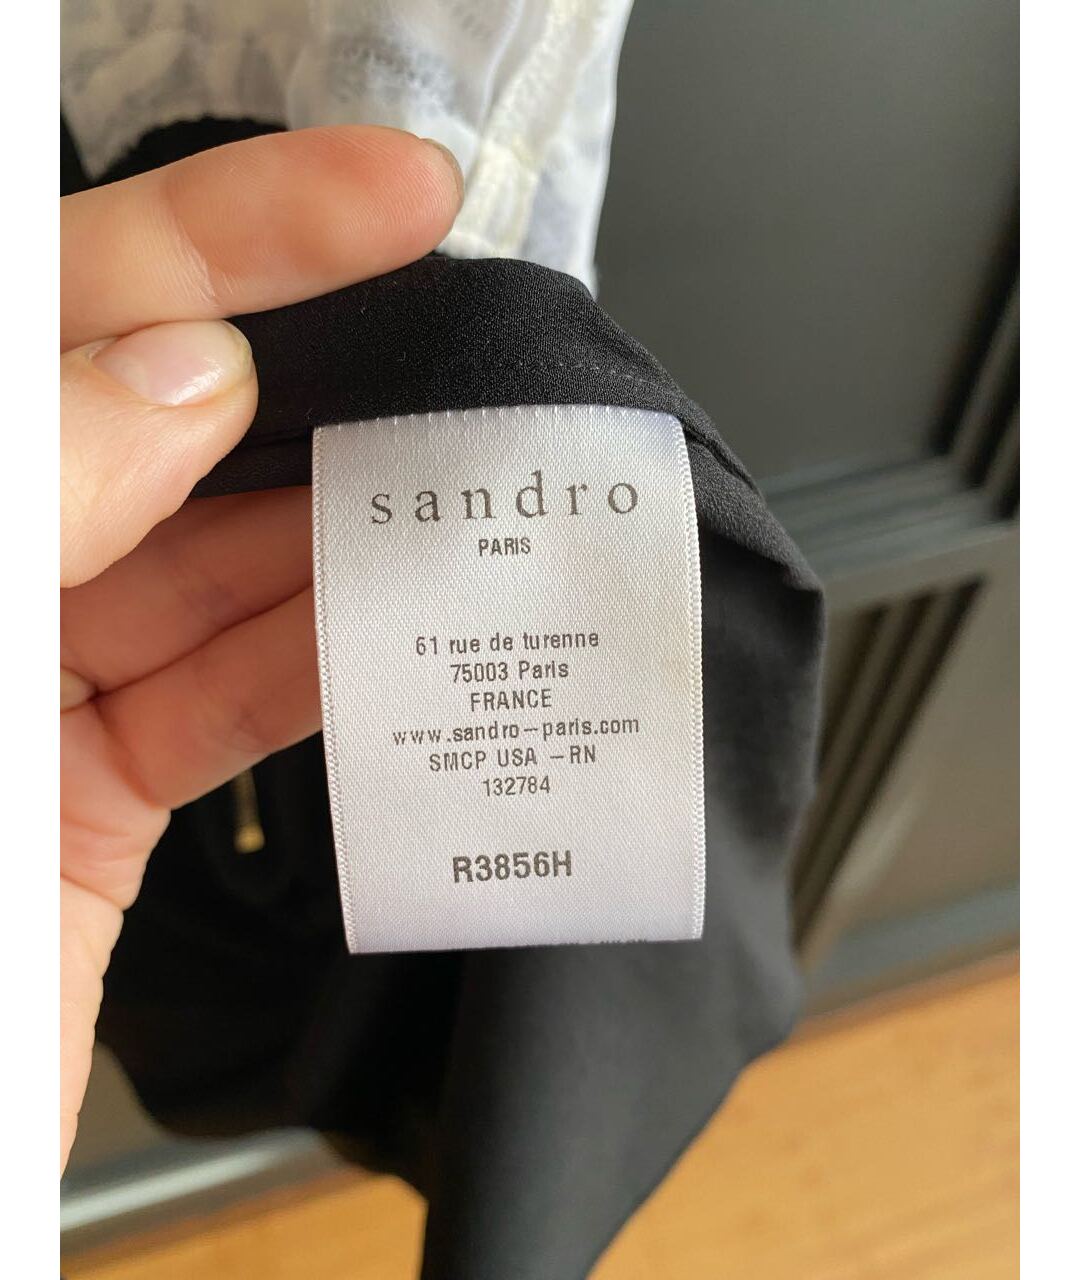 sandro
PARIS
61 rue de turenne
75003 Paris
FRANCE
www.sandro-paris.com
SMCP USA -RN
132784
R3856H